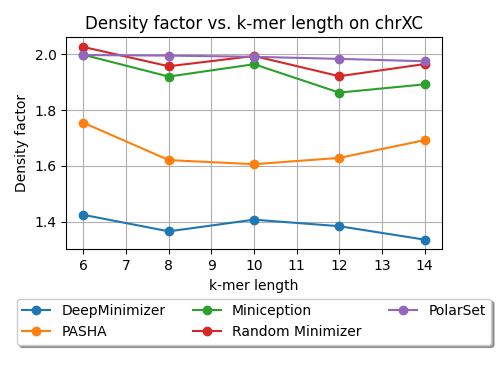 Density factor vs. k-mer length on chrXC
Density factor
2.0
1.8
1.6
1.4
6 7 8 9 10 11 12 13 14
k-mer length
DeepMinimizer Miniception PolarSet
PASHA Random Minimizer